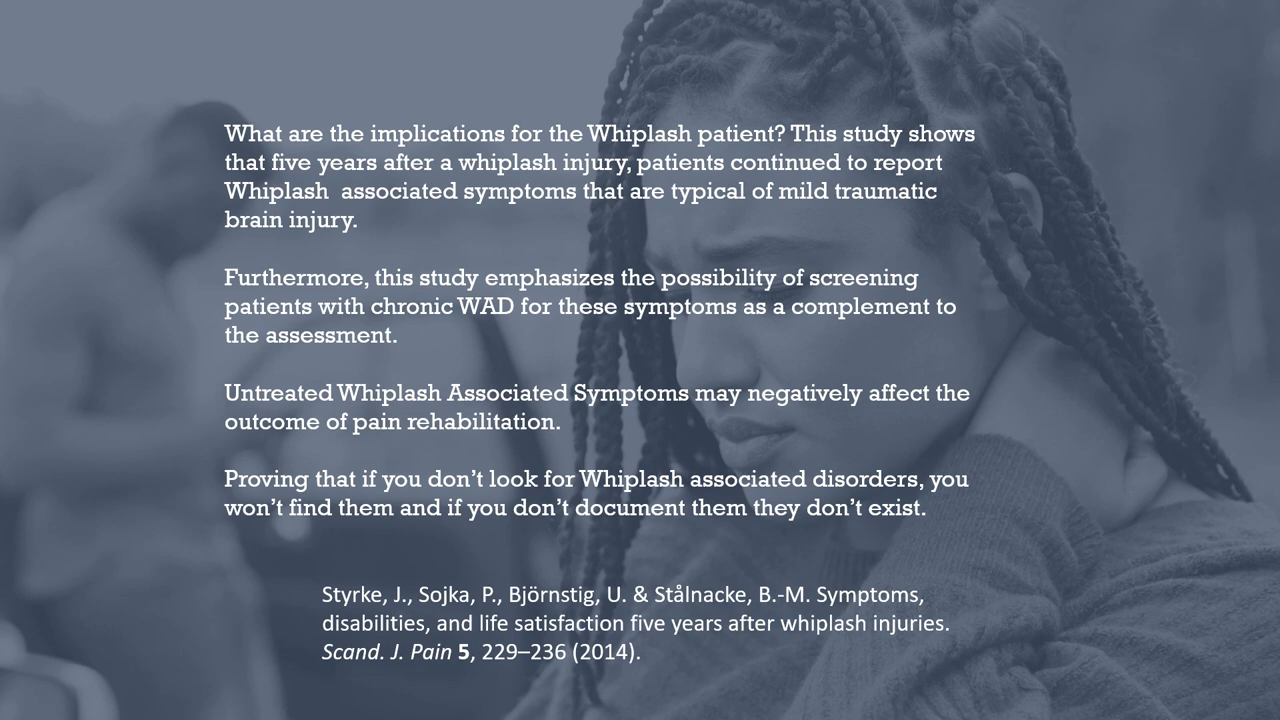 What are the implications for the Whiplash patient? This study shows
that five years after a whiplash injury, patients continued to report
Whiplash  associated symptoms that are typical of mild traumatic
brain injury.
Furthermore, this study emphasizes the possibility of screening
patients with chronic WAD for these symptoms as a complement to
the assessment.
Untreated Whiplash Associated Symptoms may negatively affect the
outcome of pain rehabilitation.
Proving that if you don’t look for Whiplash associated disorders, you
won’t find them and if you don’t document them they don’t exist.
Styrke, J., Sojka, P., Björnstig, U. & Stålnacke, B.-M. Symptoms,
disabilities, and life satisfaction five years after whiplash injuries.
Scand. J. Pain 5, 229–236 (2014).